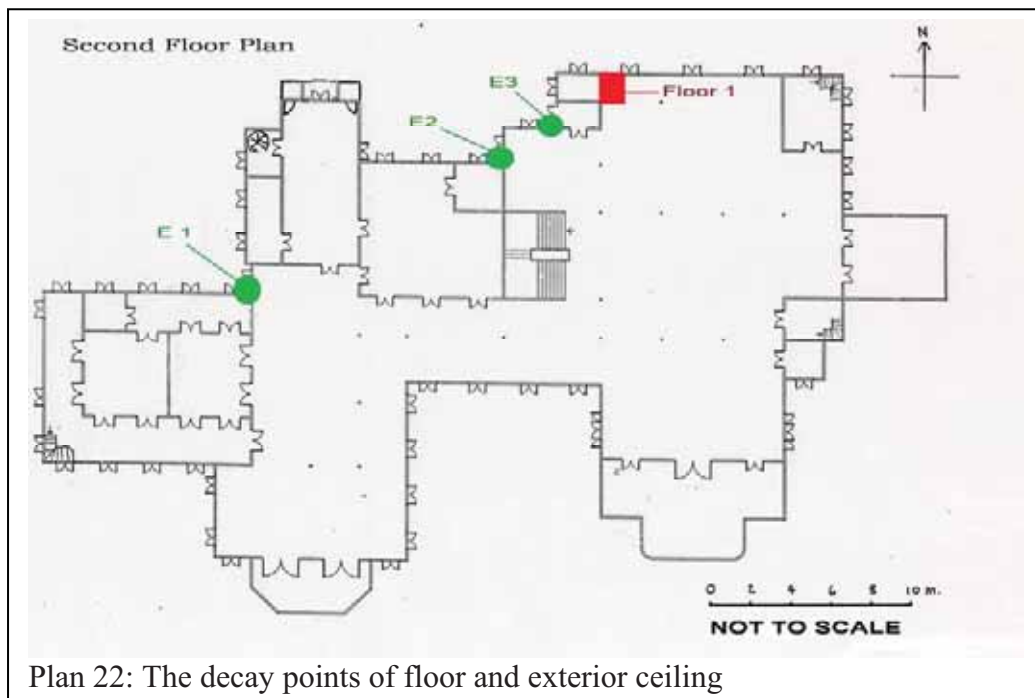 Second Floor Plan
N
E3
Floor 1
E2
E 1
0 2 4 6 8 10 m.
NOT TO SCALE
Plan 22: The decay points of floor and exterior ceiling